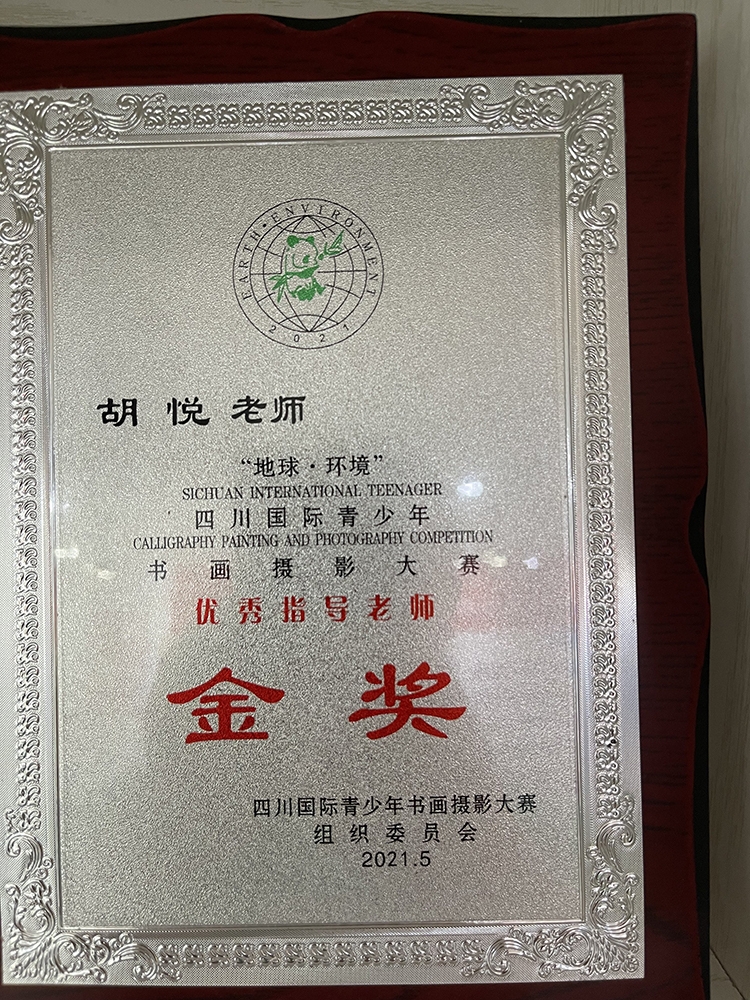 EARTH·ENVIRONMENT
2021
胡 悦 老师
“地球·环境”
SICHUAN INTERNATIONAL TEENAGER
四川国际青少年
CALLIGRAPHY PAINTING AND PHOTOGRAPHY COMPETITION
书画摄影大赛
优秀指导老师
金奖
四川国际青少年书画摄影大赛
组织委员会
2021.5